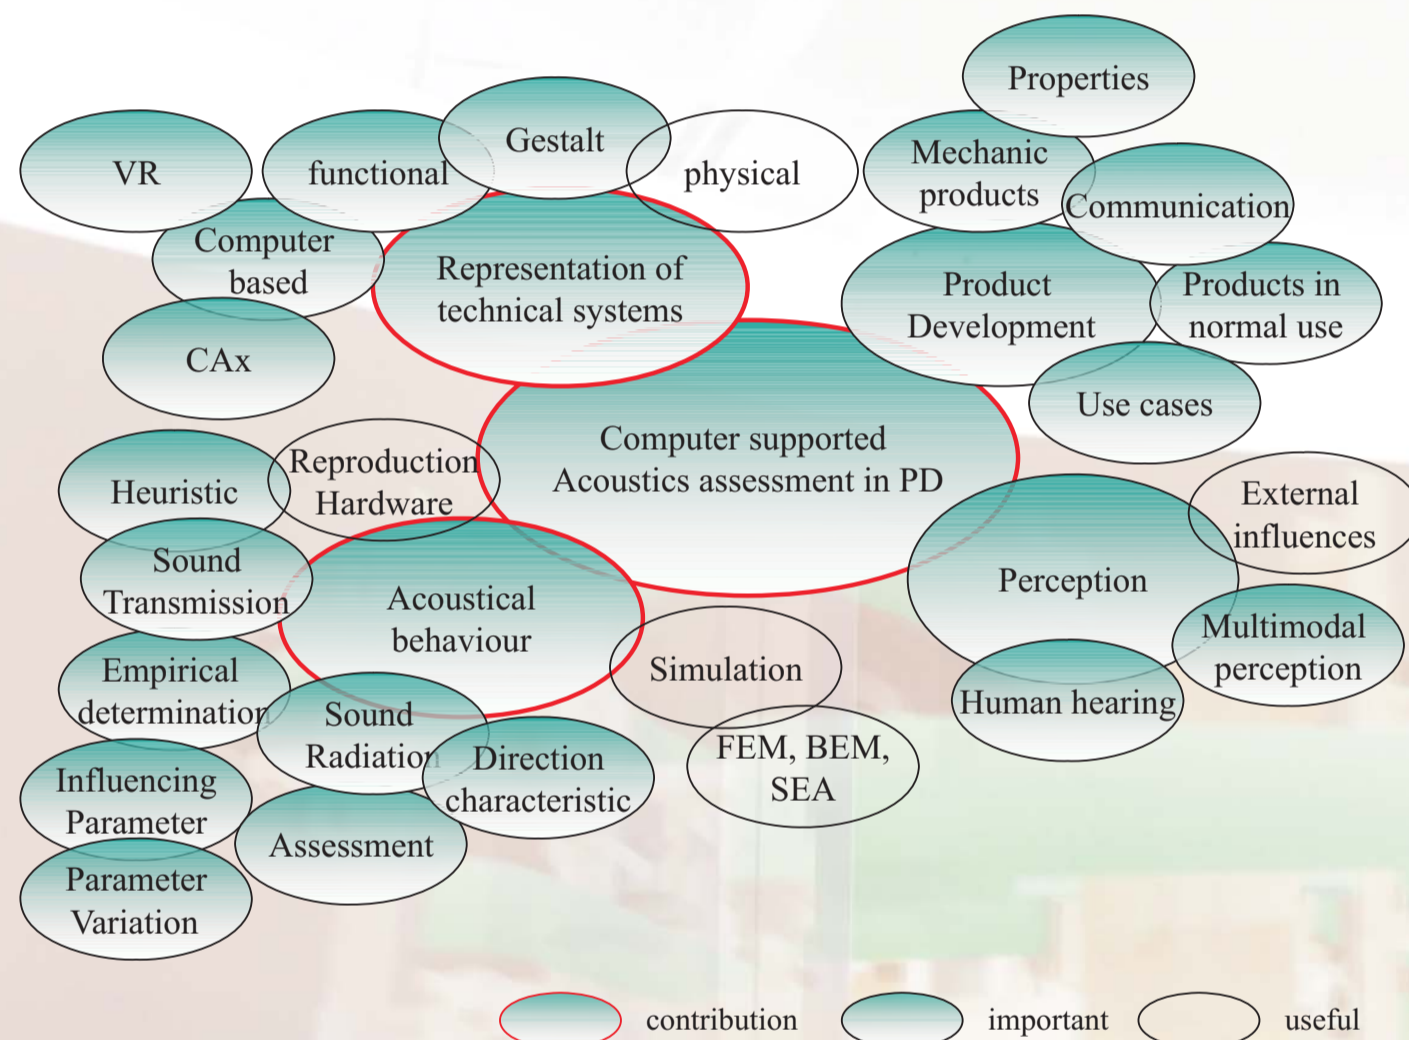 Properties
Gestalt
Mechanic
products
VR
functional
physical
Communication
Computer
based
Representation of
technical systems
Product
Development
Products in
normal use
CAx
Use cases
Computer supported
Acoustics assessment in PD
Heuristic
Reproduction
Hardware
External
influences
Sound
Transmission
Acoustical
behaviour
Perception
Multimodal
perception
Empirical
determination
Simulation
Human hearing
Sound
Radiation
Direction
characteristic
FEM, BEM,
SEA
Influencing
Parameter
Assessment
Parameter
Variation
contribution
important
useful